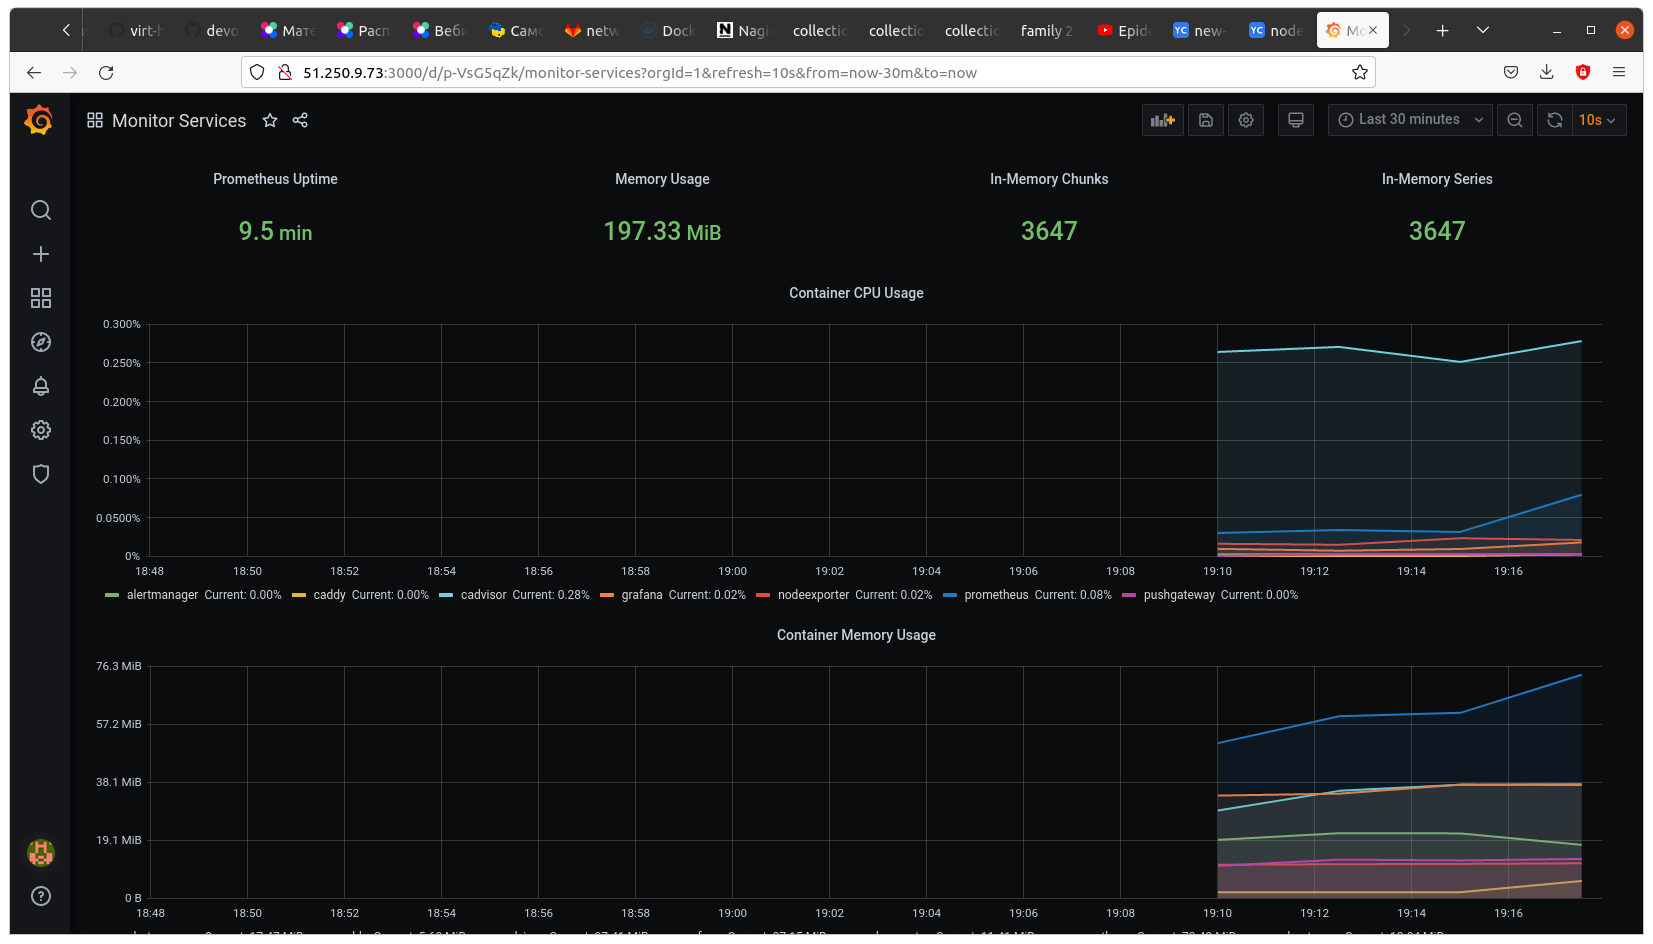 virt-h devo Мате Расп Веби Само netw Dock Nagi collectio collectio collectio family 2 Epid new- node Mo
51.250.9.73:3000/d/p-VsG5qZk/monitor-services?orgId=1&refresh=10s&from=now-30m&to=now
Monitor Services Last 30 minutes 10s
Prometheus Uptime Memory Usage In-Memory Chunks In-Memory Series
9.5 min 197.33 MiB 3647 3647
Container CPU Usage
0.300%
0.250%
0.200%
0.150%
0.100%
0.0500%
0%
18:48 18:50 18:52 18:54 18:56 18:58 19:00 19:02 19:04 19:06 19:08 19:10 19:12 19:14 19:16
alertmanager Current: 0.00% caddy Current: 0.00% cadvisor Current: 0.28% grafana Current: 0.02% nodeexporter Current: 0.02% prometheus Current: 0.08% pushgateway Current: 0.00%
Container Memory Usage
76.3 MiB
57.2 MiB
38.1 MiB
19.1 MiB
0 B
18:48 18:50 18:52 18:54 18:56 18:58 19:00 19:02 19:04 19:06 19:08 19:10 19:12 19:14 19:16